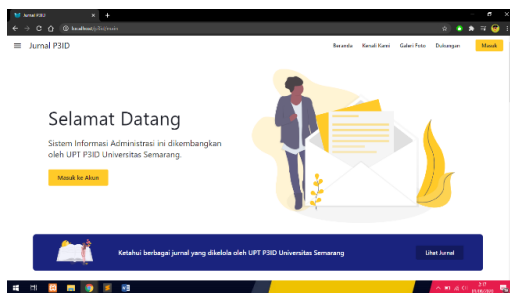 Jurnal P3ID
localhost/p3id/main
Jurnal P3ID
Beranda Kenali Kami Galeri Foto Dukungan Masuk
Selamat Datang
Sistem Informasi Administrasi ini dikembangkan
oleh UPT P3ID Universitas Semarang.
Masuk ke Akun
Ketahui berbagai jurnal yang dikelola oleh UPT P3ID Universitas Semarang
Lihat Jurnal